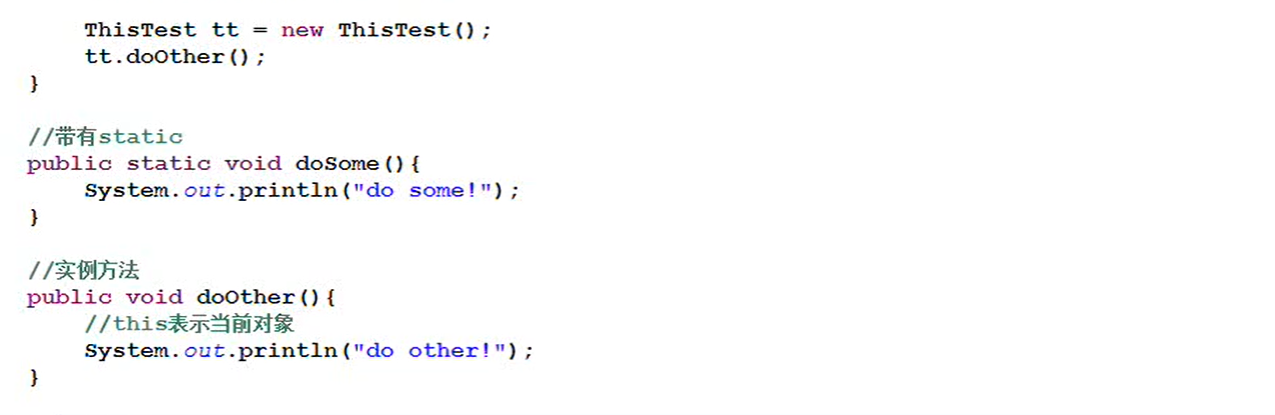 ThisTest tt = new ThisTest();
tt.doOther();
}
//带有static
public static void doSome(){
System.out.println("do some!");
}
//实例方法
public void doOther(){
//this表示当前对象
System.out.println("do other!");
}